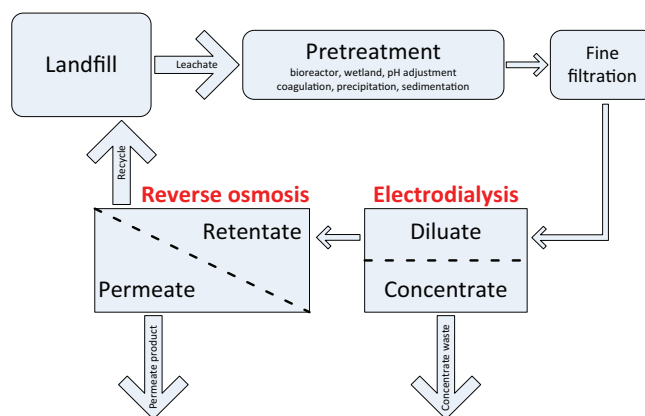 Landfill
Leachate
Pretreatment
bioreactor, wetland, pH adjustment
coagulation, precipitation, sedimentation
Fine
filtration
Recycle
Reverse osmosis
Electrodialysis
Retentate
Permeate
Diluate
Concentrate
Permeate product
Concentrate waste